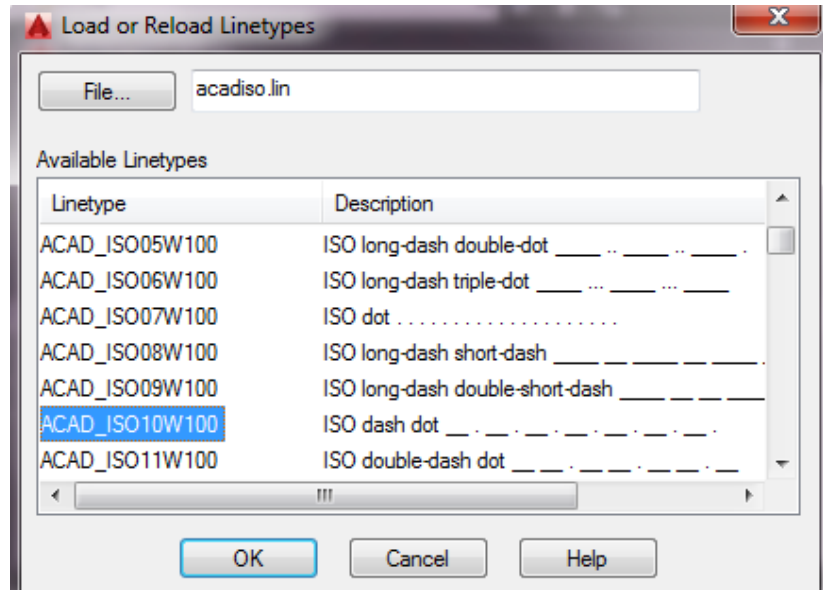 Load or Reload Linetypes
File... acadiso.lin
Available Linetypes
Linetype Description
ACAD_ISO05W100 ISO long-dash double-dot ____ .. ____ .. ____ .
ACAD_ISO06W100 ISO long-dash triple-dot ____ ... ____ ... ____
ACAD_ISO07W100 ISO dot . . . . . . . . . . . . . . . . . . . .
ACAD_ISO08W100 ISO long-dash short-dash ____ __ ____ __ ____ .
ACAD_ISO09W100 ISO long-dash double-short-dash ____ __ __ ___
ACAD_ISO10W100 ISO dash dot __ . __ . __ . __ . __ . __ . __ .
ACAD_ISO11W100 ISO double-dash dot __ __ . __ __ . __ __ . __
OK Cancel Help